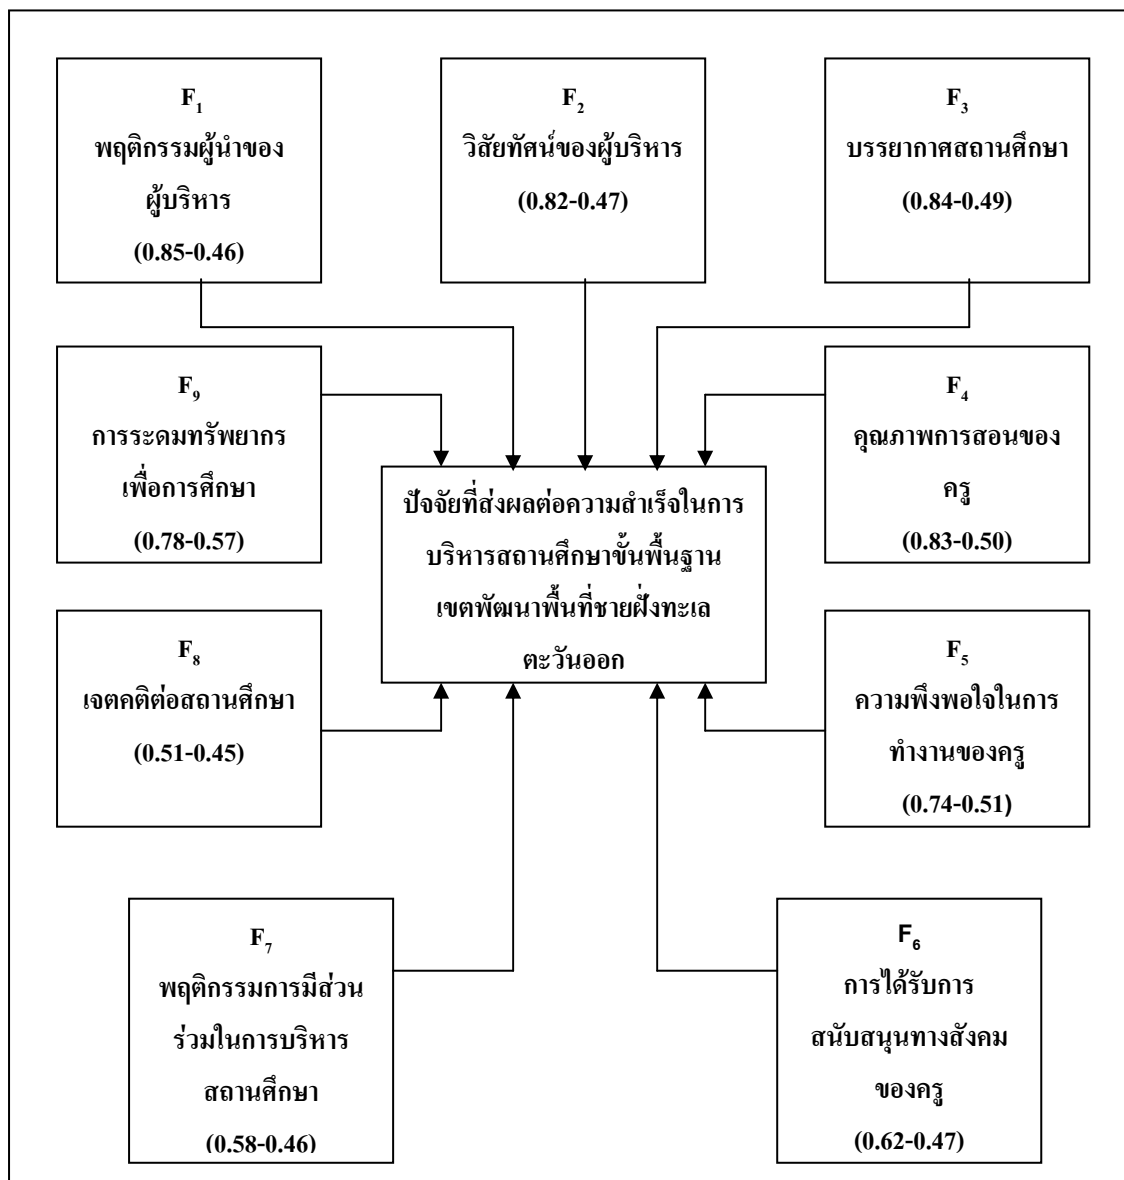 F1
พฤติกรรมผู้นำของ
ผู้บริหาร
(0.85-0.46)
F2
วิสัยทัศน์ของผู้บริหาร
(0.82-0.47)
F3
บรรยากาศสถานศึกษา
(0.84-0.49)
F9
การระดมทรัพยากร
เพื่อการศึกษา
(0.78-0.57)
ปัจจัยที่ส่งผลต่อความสำเร็จในการ
บริหารสถานศึกษาขั้นพื้นฐาน
เขตพัฒนาพื้นที่ชายฝั่งทะเล
ตะวันออก
F4
คุณภาพการสอนของ
ครู
(0.83-0.50)
F8
เจตคติต่อสถานศึกษา
(0.51-0.45)
F5
ความพึงพอใจในการ
ทำงานของครู
(0.74-0.51)
F7
พฤติกรรมการมีส่วน
ร่วมในการบริหาร
สถานศึกษา
(0.58-0.46)
F6
การได้รับการ
สนับสนุนทางสังคม
ของครู
(0.62-0.47)